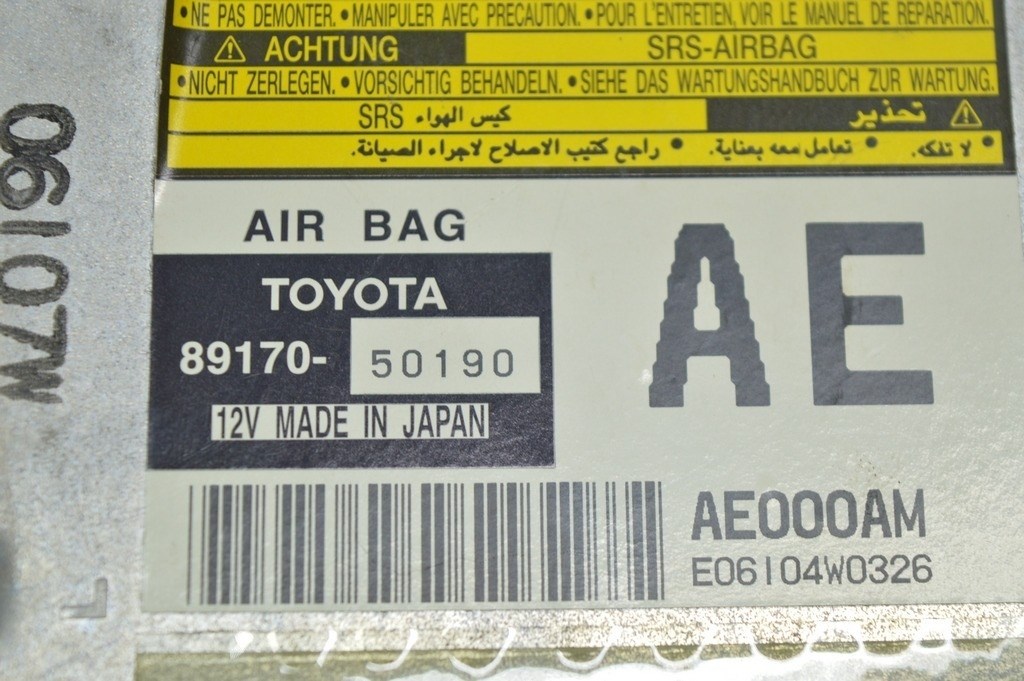 •NE PAS DEMONTER. •MANIPULER AVEC PRECAUTION. •POUR L'ENTRETIEN, VOIR LE MANUEL DE REPARATION.
ACHTUNG SRS-AIRBAG
•NICHT ZERLEGEN. •VORSICHTIG BEHANDELN. •SIEHE DAS WARTUNGSHANDBUCH ZUR WARTUNG.
تحذير كيس الهواء SRS
• لا تفكه. • تعامل معه بعناية. • راجع كتيب الاصلاح لاجراء الصيانة.
AIR BAG
TOYOTA
89170- 50190
12V MADE IN JAPAN
AE
AE000AM
E06I04W0326
06I07W
L